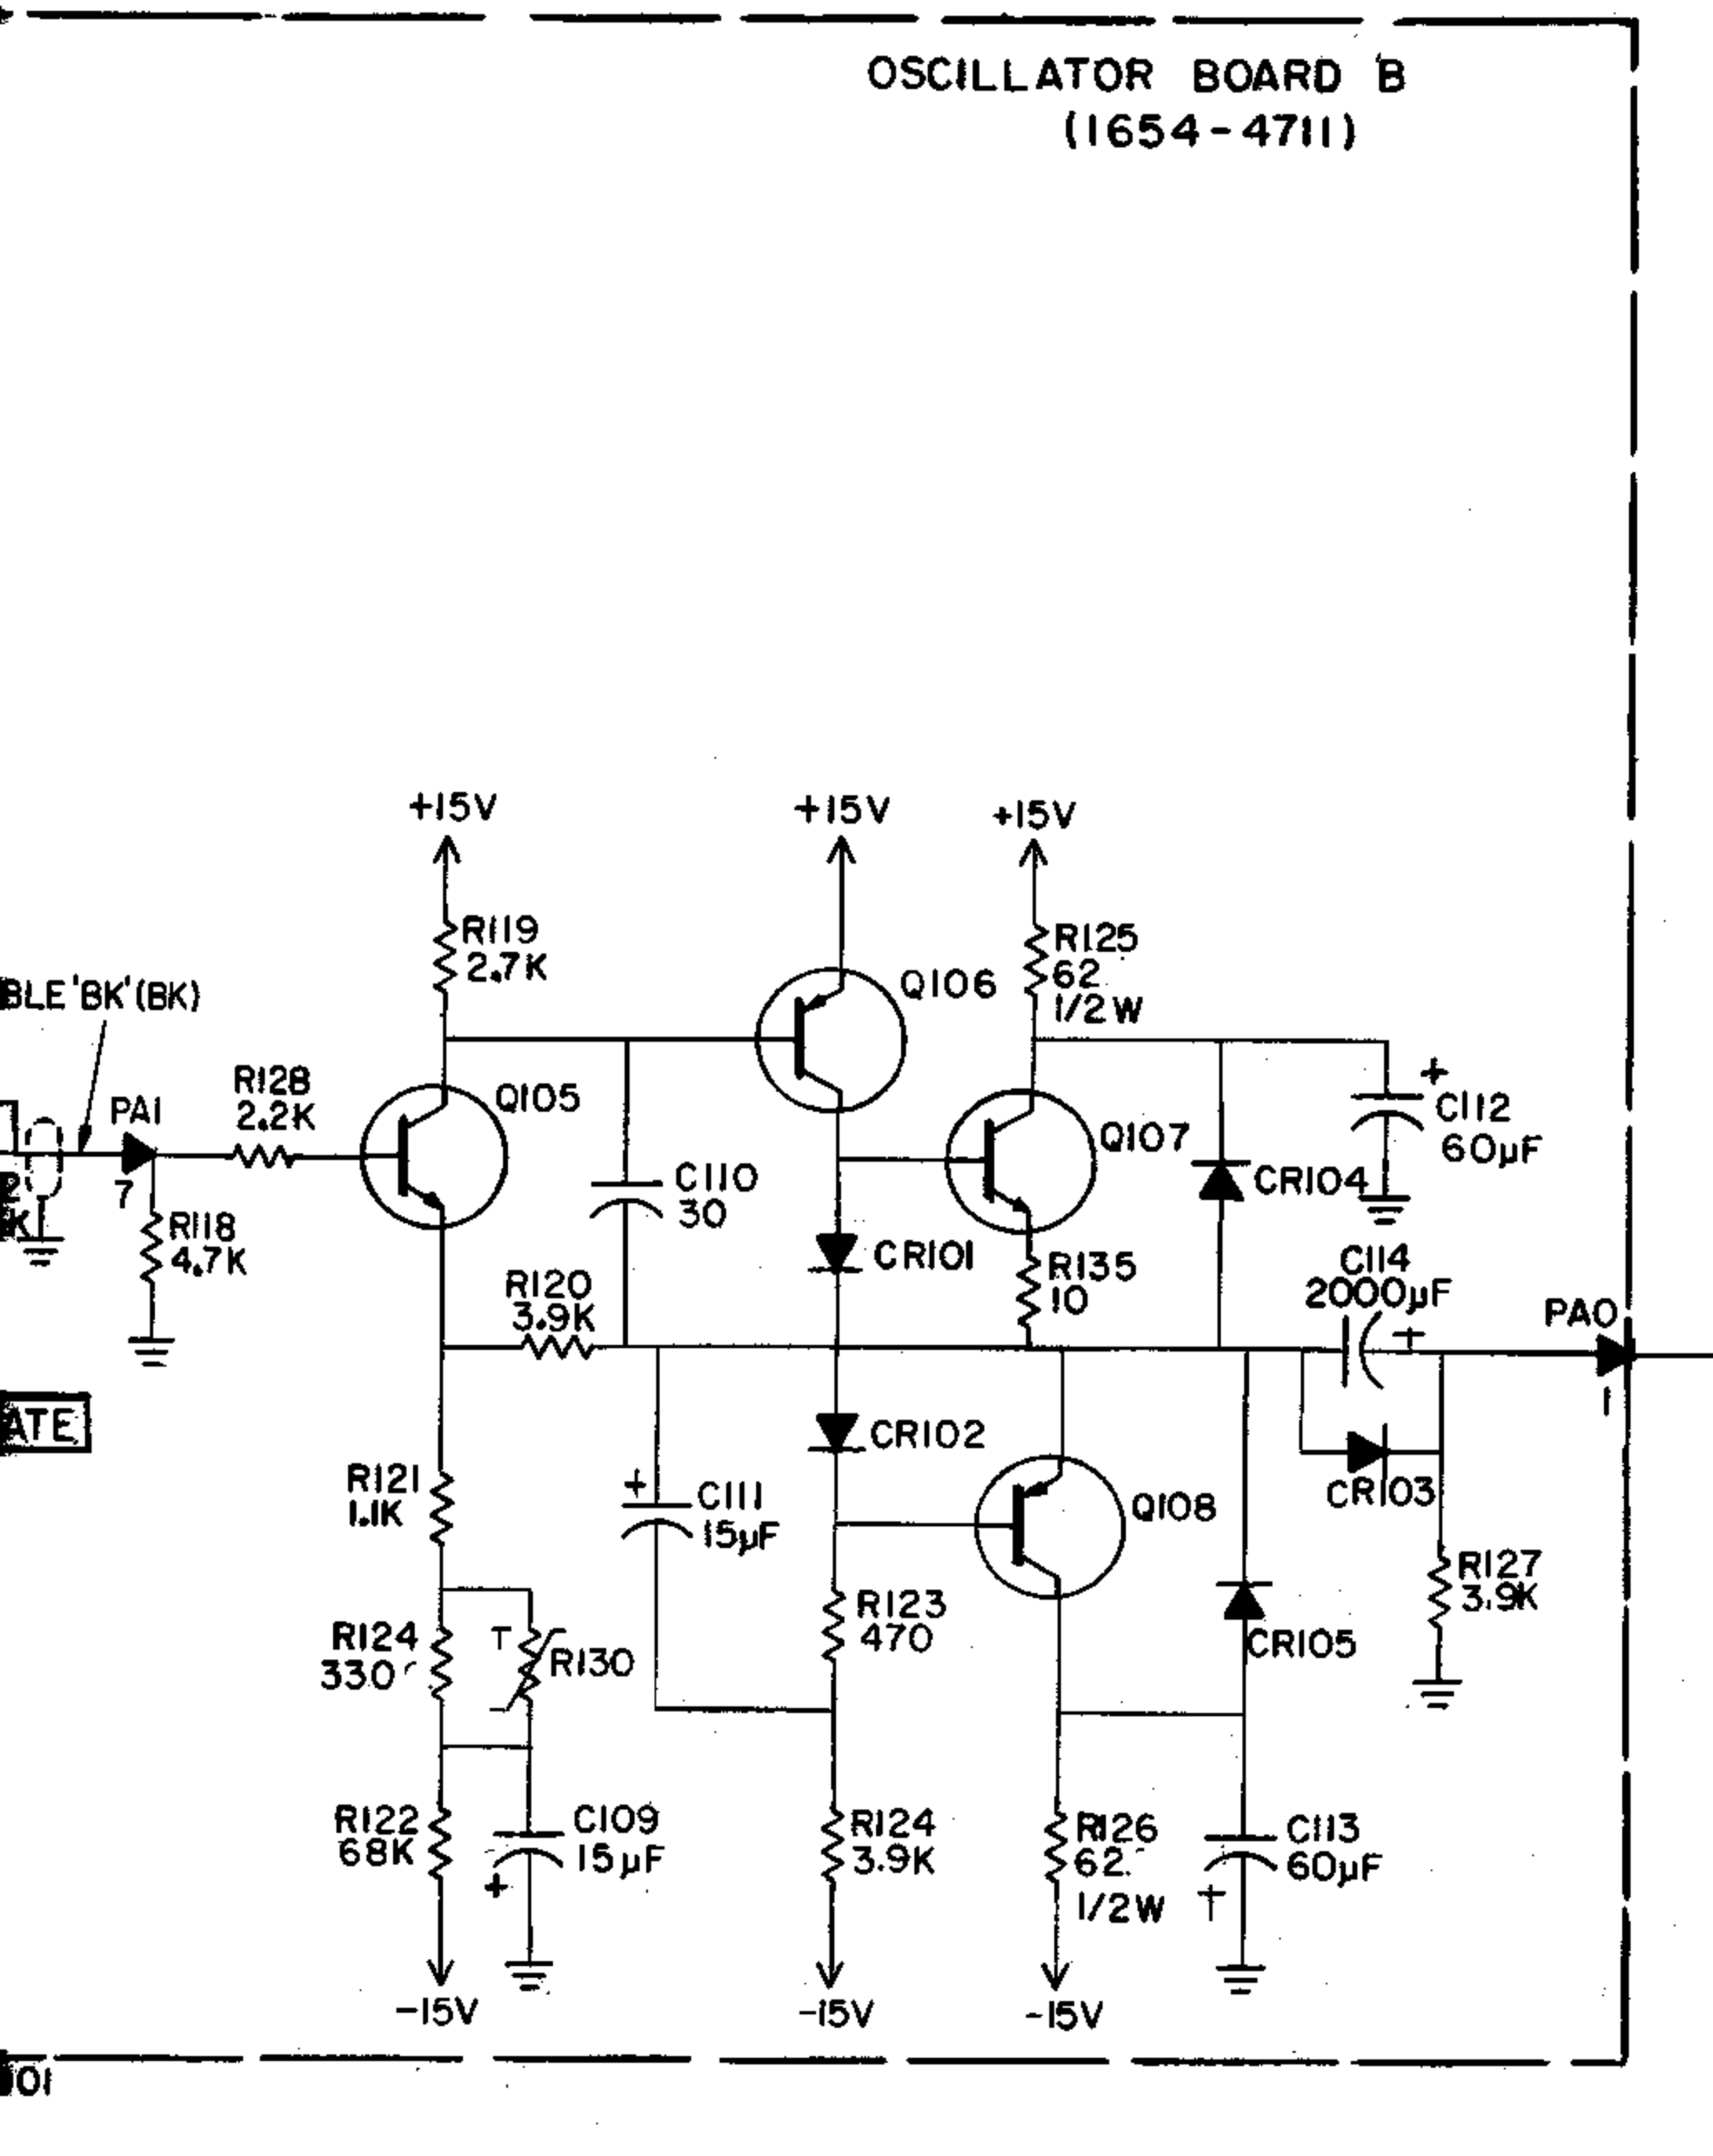 OSCILLATOR BOARD B
(1654-4711)
+15V
+15V
+15V
R119
2.7K
Q106
R125
62
1/2W
BLE 'BK' (BK)
R128
2.2K
Q105
PA1
7
R118
4.7K
C110
30
Q107
CR104
+
C112
60µF
CR101
R135
10
C114
2000µF
+
PA0
1
R120
3.9K
ATE
CR102
R121
1.1K
+
C111
15µF
Q108
CR103
R127
3.9K
R123
470
CR105
R124
330
T
R130
R122
68K
C109
15µF
+
R124
3.9K
R126
62
1/2W
C113
60µF
+
-15V
-15V
-15V
101